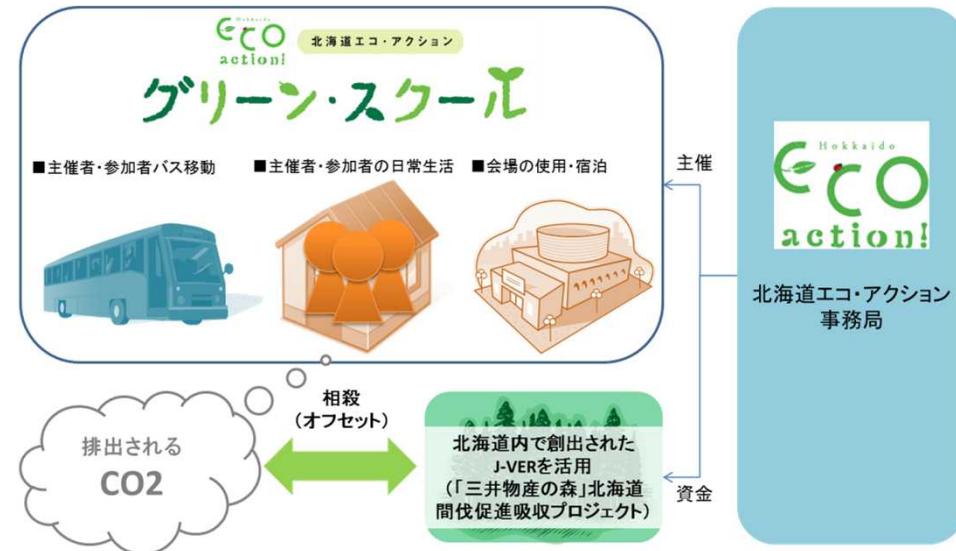 Hokkaido
eco
action!
北海道エコ・アクション
グリーン・スクール
■主催者・参加者バス移動
■主催者・参加者の日常生活
■会場の使用・宿泊
主催
Hokkaido
eco
action!
北海道エコ・アクション
事務局
相殺
（オフセット）
排出される
CO2
北海道内で創出された
J-VERを活用
（「三井物産の森」北海道
間伐促進吸収プロジェクト）
資金